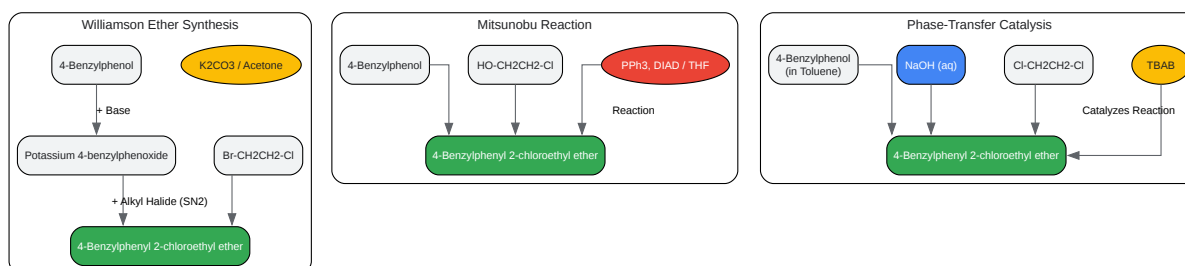 Williamson Ether Synthesis
4-Benzylphenol
K2CO3 / Acetone
+ Base
Potassium 4-benzylphenoxide
Br-CH2CH2-Cl
+ Alkyl Halide (SN2)
4-Benzylphenyl 2-chloroethyl ether
Mitsunobu Reaction
4-Benzylphenol
HO-CH2CH2-Cl
PPh3, DIAD / THF
Reaction
4-Benzylphenyl 2-chloroethyl ether
Phase-Transfer Catalysis
4-Benzylphenol
(in Toluene)
NaOH (aq)
Cl-CH2CH2-Cl
TBAB
Catalyzes Reaction
4-Benzylphenyl 2-chloroethyl ether